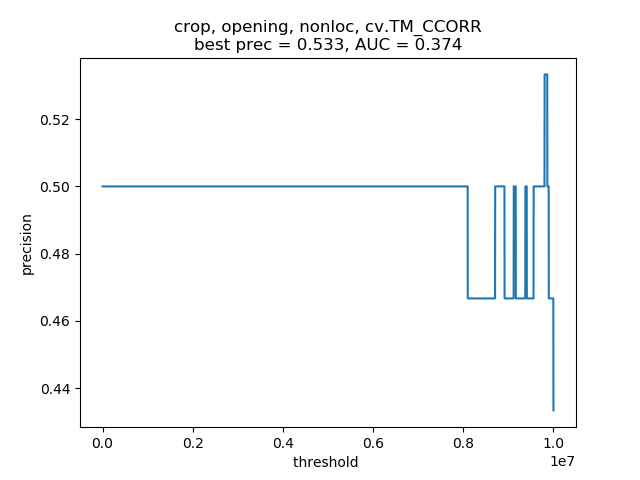 crop, opening, nonloc, cv.TM_CCORR
best prec = 0.533, AUC = 0.374
precision
0.52
0.50
0.48
0.46
0.44
0.0 0.2 0.4 0.6 0.8 1.0
1e7
threshold